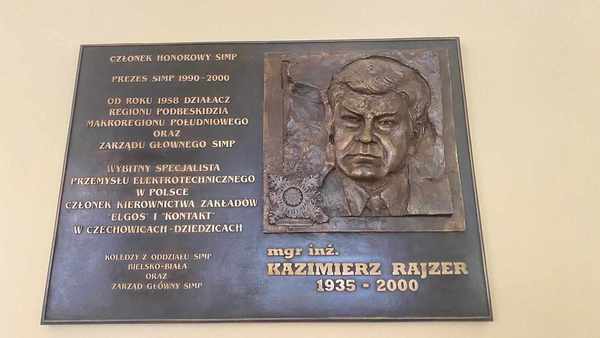 CZŁONEK HONOROWY SIMP
PREZES SIMP 1990-2000
OD ROKU 1958 DZIAŁACZ
REGIONU PODBESKIDZIA
MAKROREGIONU POŁUDNIOWEGO
ORAZ
ZARZĄDU GŁOWNEGO SIMP
WYBITNY SPECJALISTA
PRZEMYSŁU ELEKTROTECHNICZNEGO
W POLSCE
CZŁONEK KIEROWNICTWA ZAKŁADÓW
"ELGOS" I "KONTAKT"
W CZECHOWICACH-DZIEDZICACH
KOLEDZY Z ODDZIAŁU SIMP
BIELSKO-BIAŁA
ORAZ
ZARZĄD GŁÓWNY SIMP
mgr inż.
KAZIMIERZ RAJZER
1935 - 2000